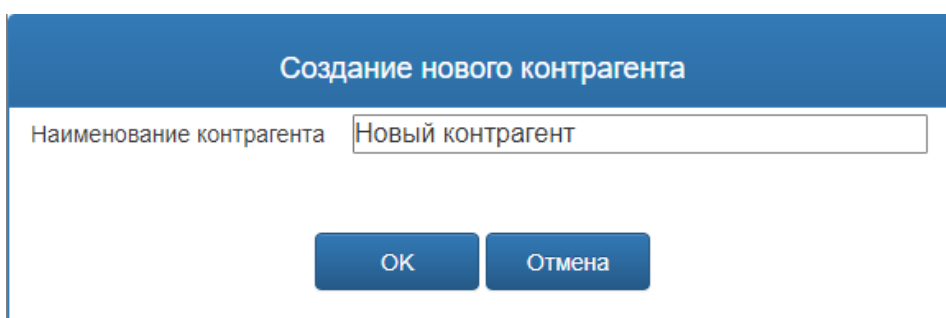 Создание нового контрагента
Наименование контрагента Новый контрагент
OK Отмена